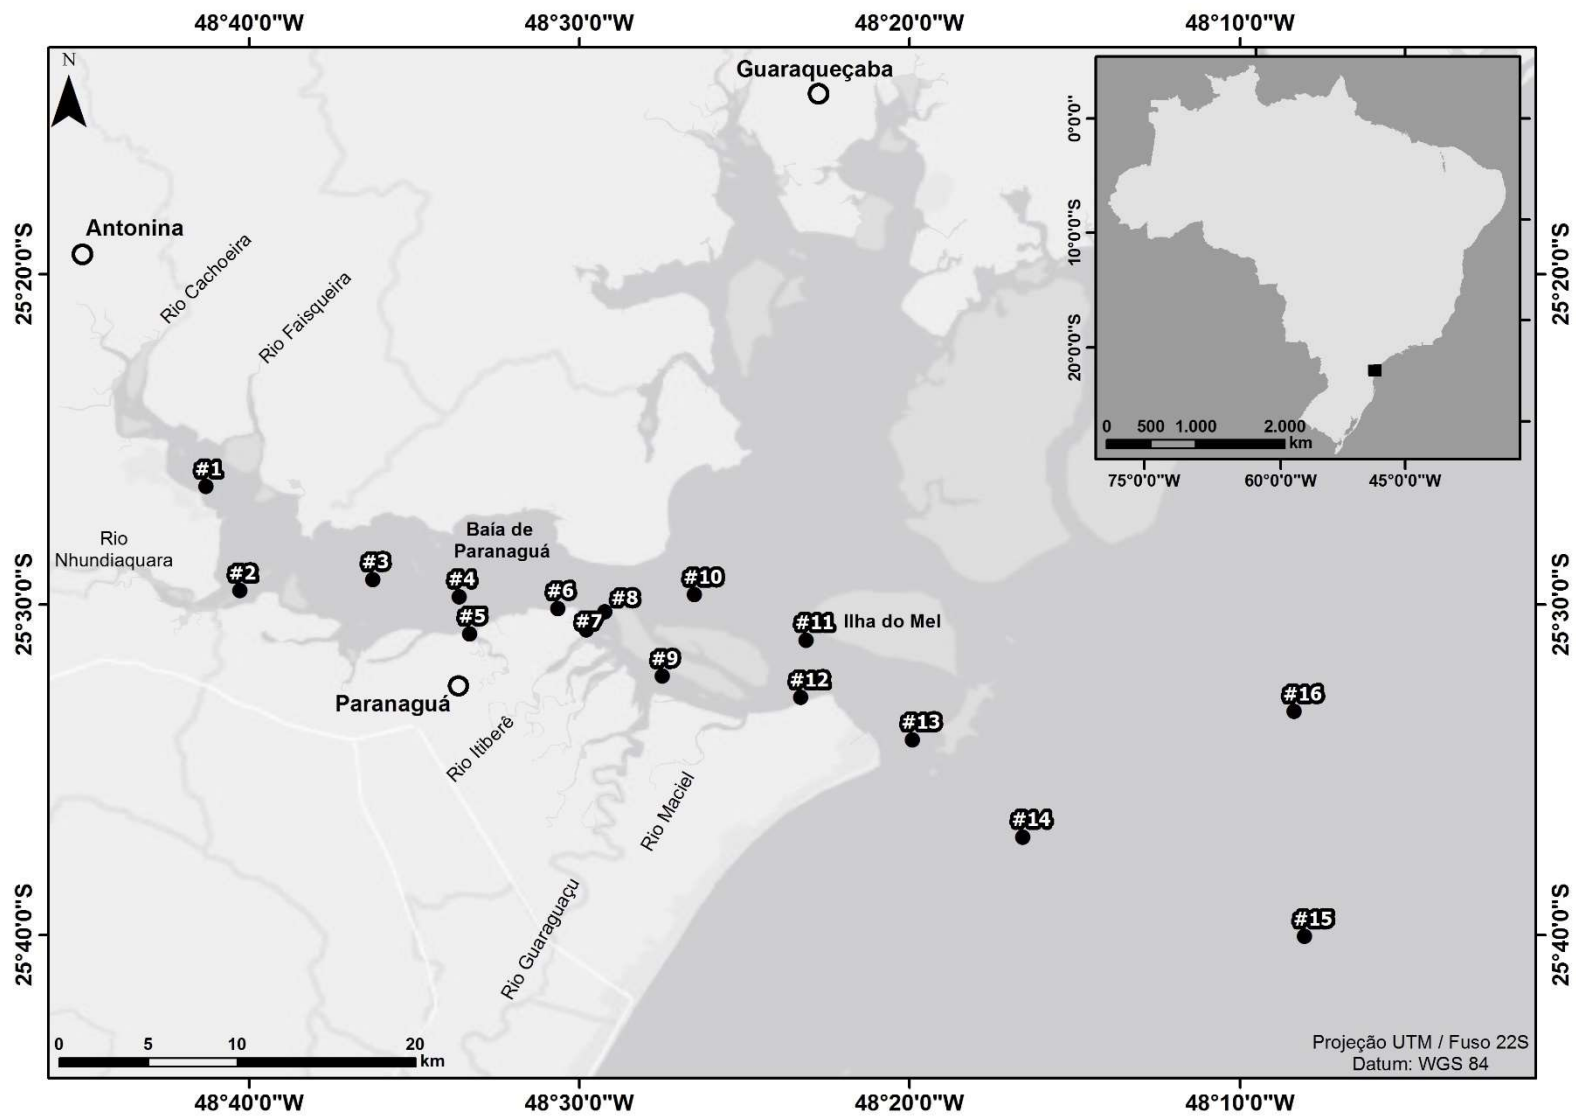 48°40'0"W 48°30'0"W 48°20'0"W 48°10'0"W
N
Guaraqueçaba
Antonina
Rio Cachoeira
Rio Faisqueira
25°20'0"S
25°20'0"S
0°0'0"
10°0'0"S
20°0'0"S
0 500 1.000 2.000
km
75°0'0"W 60°0'0"W 45°0'0"W
#1
Baía de
Paranaguá
Rio
Nhundiaquara
#2
#3
#4
#5
#6
#7
#8
#9
#10
#11
Ilha do Mel
#12
#13
#14
#15
#16
25°30'0"S
25°30'0"S
Paranaguá
Rio Itiberê
Rio Maciel
Rio Guaraguaçu
25°40'0"S
25°40'0"S
0 5 10 20
km
Projeção UTM / Fuso 22S
Datum: WGS 84
48°40'0"W 48°30'0"W 48°20'0"W 48°10'0"W